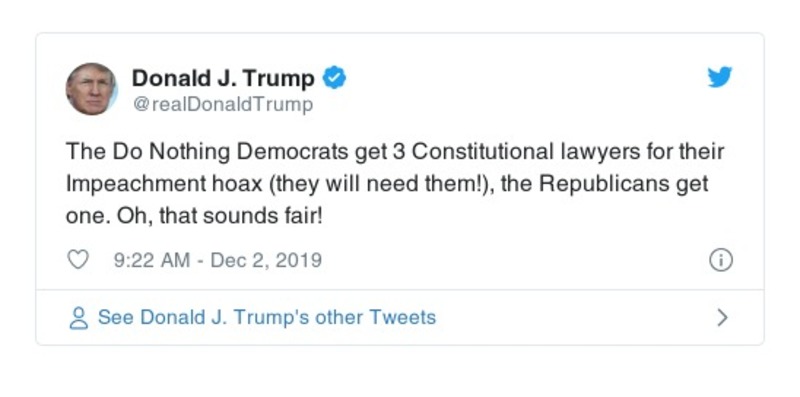 Donald J. Trump
@realDonaldTrump
The Do Nothing Democrats get 3 Constitutional lawyers for their
Impeachment hoax (they will need them!), the Republicans get
one. Oh, that sounds fair!
9:22 AM - Dec 2, 2019
See Donald J. Trump's other Tweets